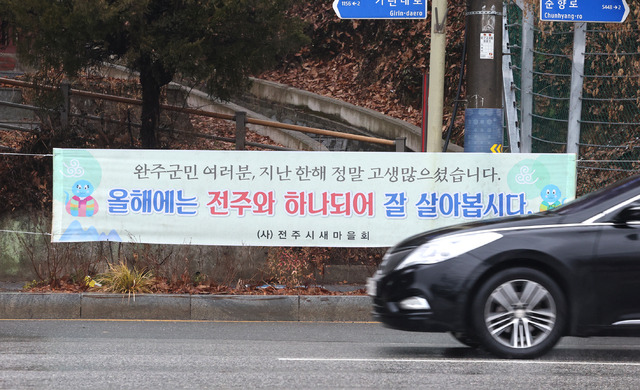 기린대로
Girin-daero
춘향로
Chunhyang-ro
완주군민 여러분, 지난 한해 정말 고생많으셨습니다.
올해에는 전주와 하나되어 잘 살아봅시다.
(사) 전주시새마을회